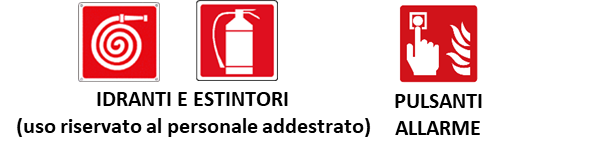 IDRANTI E ESTINTORI
(uso riservato al personale addestrato)
PULSANTI
ALLARME